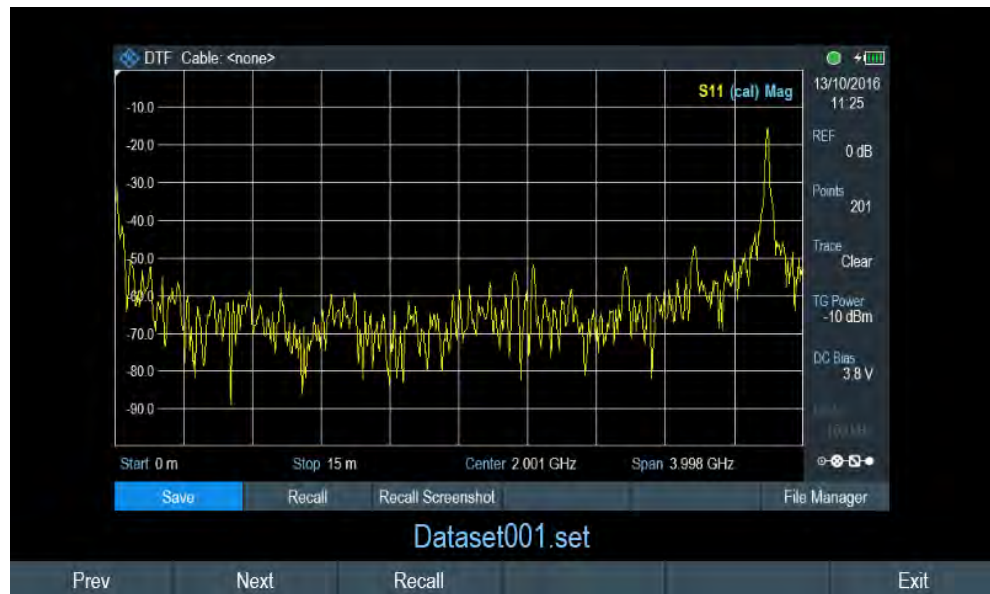 DTF Cable: <none>
S11 (cal) Mag
13/10/2016
11:25
-10.0
-20.0
-30.0
-40.0
-50.0
-60.0
-70.0
-80.0
-90.0
REF
0 dB
Points
201
Trace
Clear
TG Power
-10 dBm
DC Bias
3.8 V
Start 0 m
Stop 15 m
Center 2.001 GHz
Span 3.998 GHz
Save
Recall
Recall Screenshot
File Manager
Dataset001.set
Prev
Next
Recall
Exit